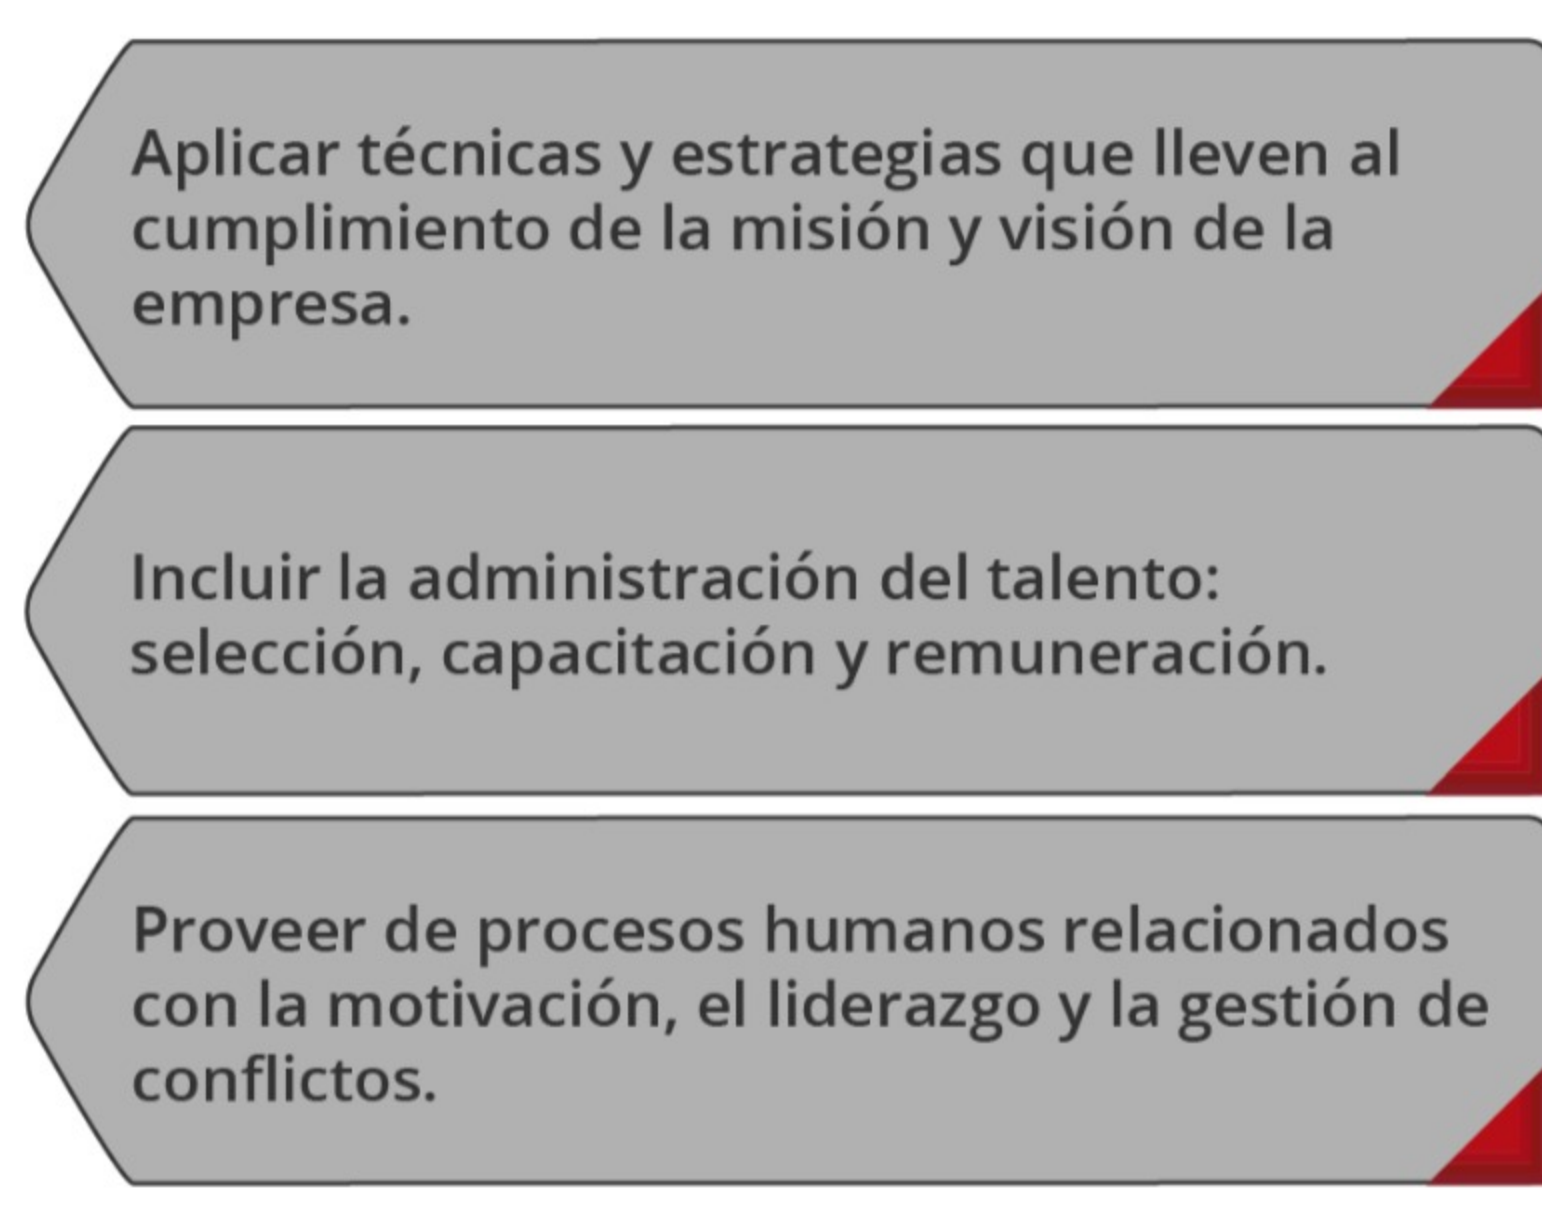 Aplicar técnicas y estrategias que lleven al
cumplimiento de la misión y visión de la
empresa.
Incluir la administración del talento:
selección, capacitación y remuneración.
Proveer de procesos humanos relacionados
con la motivación, el liderazgo y la gestión de
conflictos.